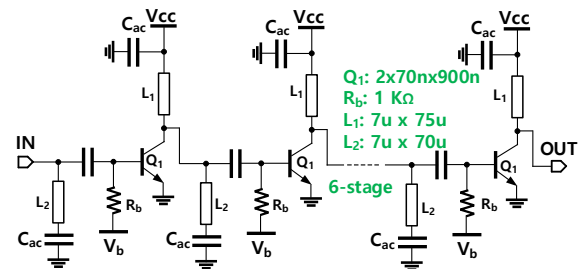 Vcc
Vcc
Vcc
Cac
Cac
Cac
L1
L1
L1
Q1: 2x70nx900n
Rb: 1 KΩ
L1: 7u x 75u
L2: 7u x 70u
IN
Q1
Q1
Q1
OUT
6-stage
L2
Rb
L2
Rb
L2
Rb
Cac
Vb
Cac
Vb
Cac
Vb